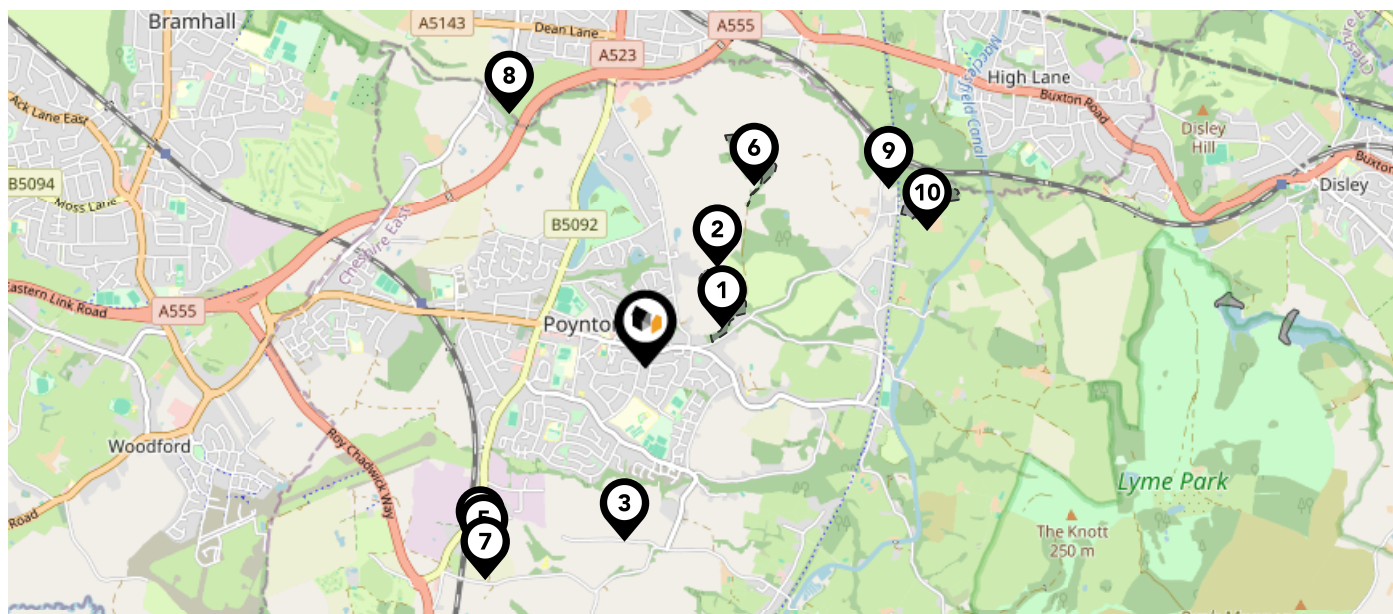 Bramhall
A5143
Dean Lane
A555
A523
8
High Lane
Macclesfield Canal
Buxton Road
Cheshire E
Ack Lane East
Disley
Hill
6
9
Buxton
B5094
Moss Lane
10
Disley
B5092
2
Cheshire East
1
Eastern Link Road
A555
Poynto
Woodford
Roy Chadwick Way
Lyme Park
3
5
7
Road
The Knott
250 m